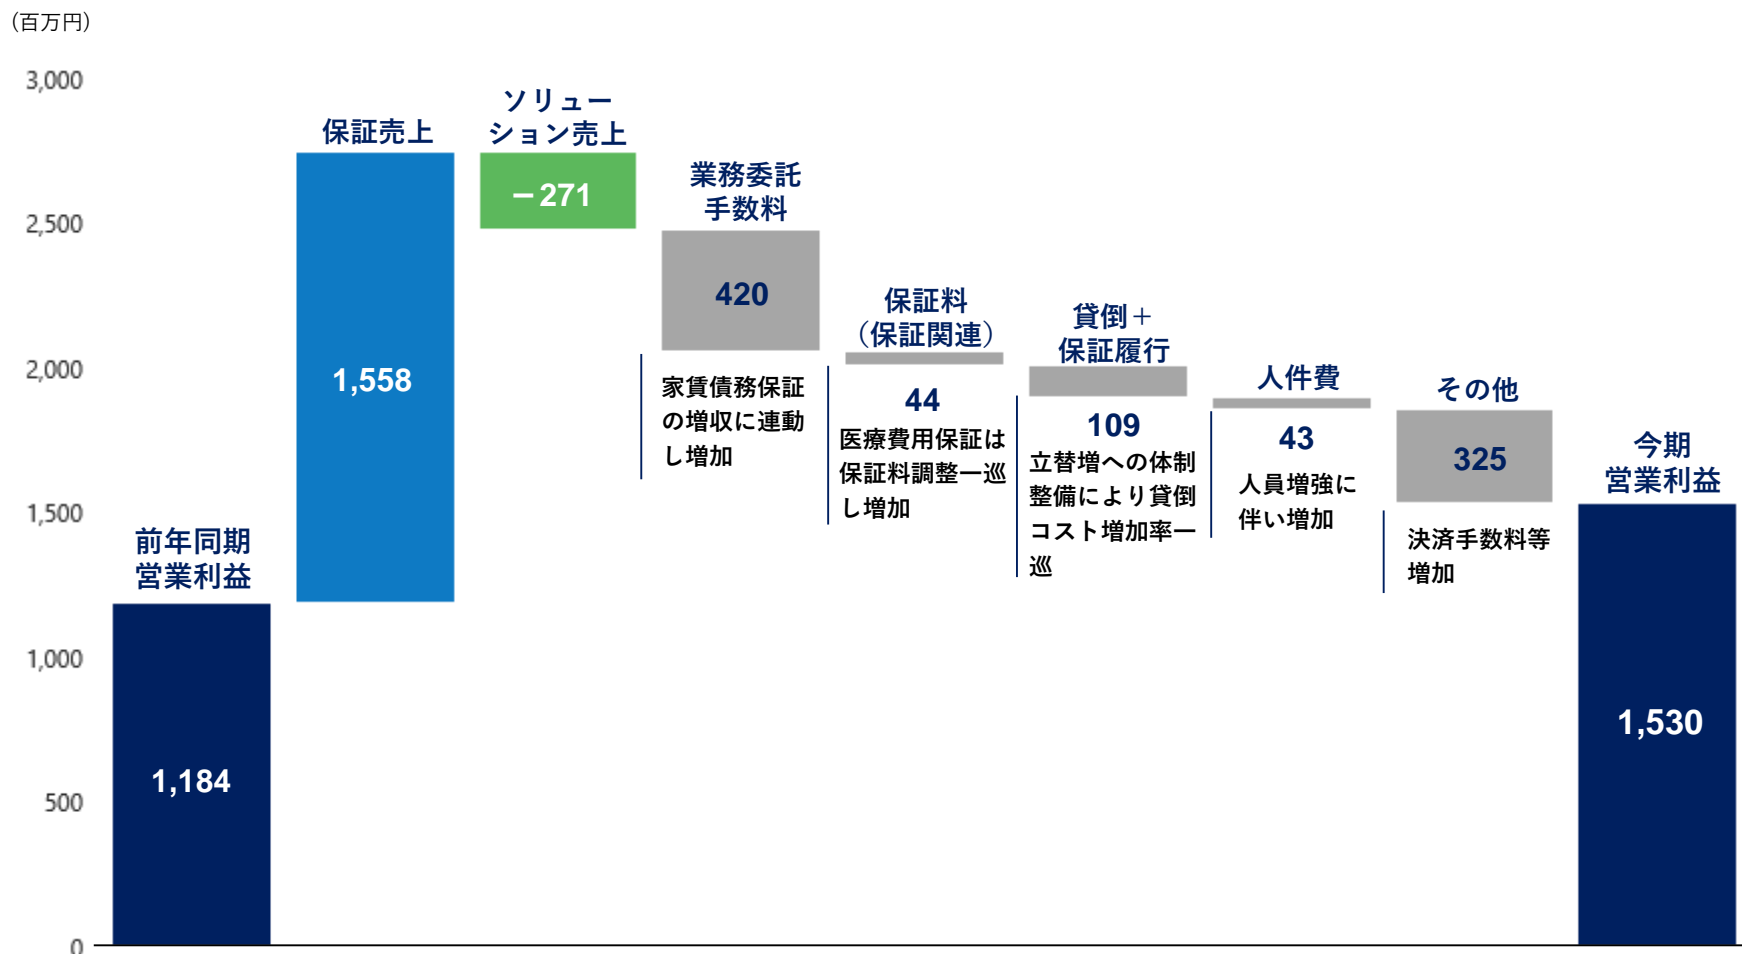 (百万円)
3,000
2,500
2,000
1,500
1,000
500
0
前年同期
営業利益
1,184
保証売上
1,558
ソリュー
ション売上
－271
業務委託
手数料
420
家賃債務保証
の増収に連動
し増加
保証料
（保証関連）
44
医療費用保証は
保証料調整一巡
し増加
貸倒＋
保証履行
109
立替増への体制
整備により貸倒
コスト増加率一
巡
人件費
43
人員増強に
伴い増加
その他
325
決済手数料等
増加
今期
営業利益
1,530